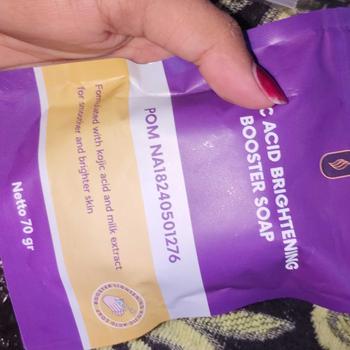 C ACID BRIGHTENING
BOOSTER SOAP
POM NA18240501276
Formulated with kojic acid and milk extract
for smoother and brighter skin
Netto 70 gr